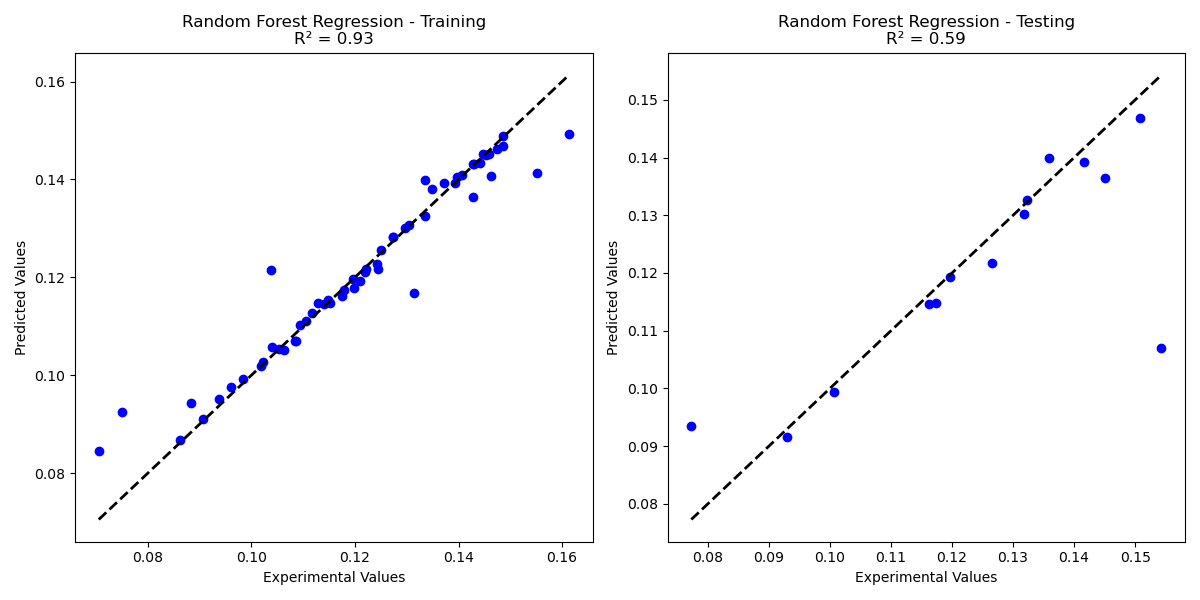 Random Forest Regression - Training
R² = 0.93
0.16
0.14
0.12
0.10
0.08
Predicted Values
0.08 0.10 0.12 0.14 0.16
Experimental Values
Random Forest Regression - Testing
R² = 0.59
0.15
0.14
0.13
0.12
0.11
0.10
0.09
0.08
Predicted Values
0.08 0.09 0.10 0.11 0.12 0.13 0.14 0.15
Experimental Values